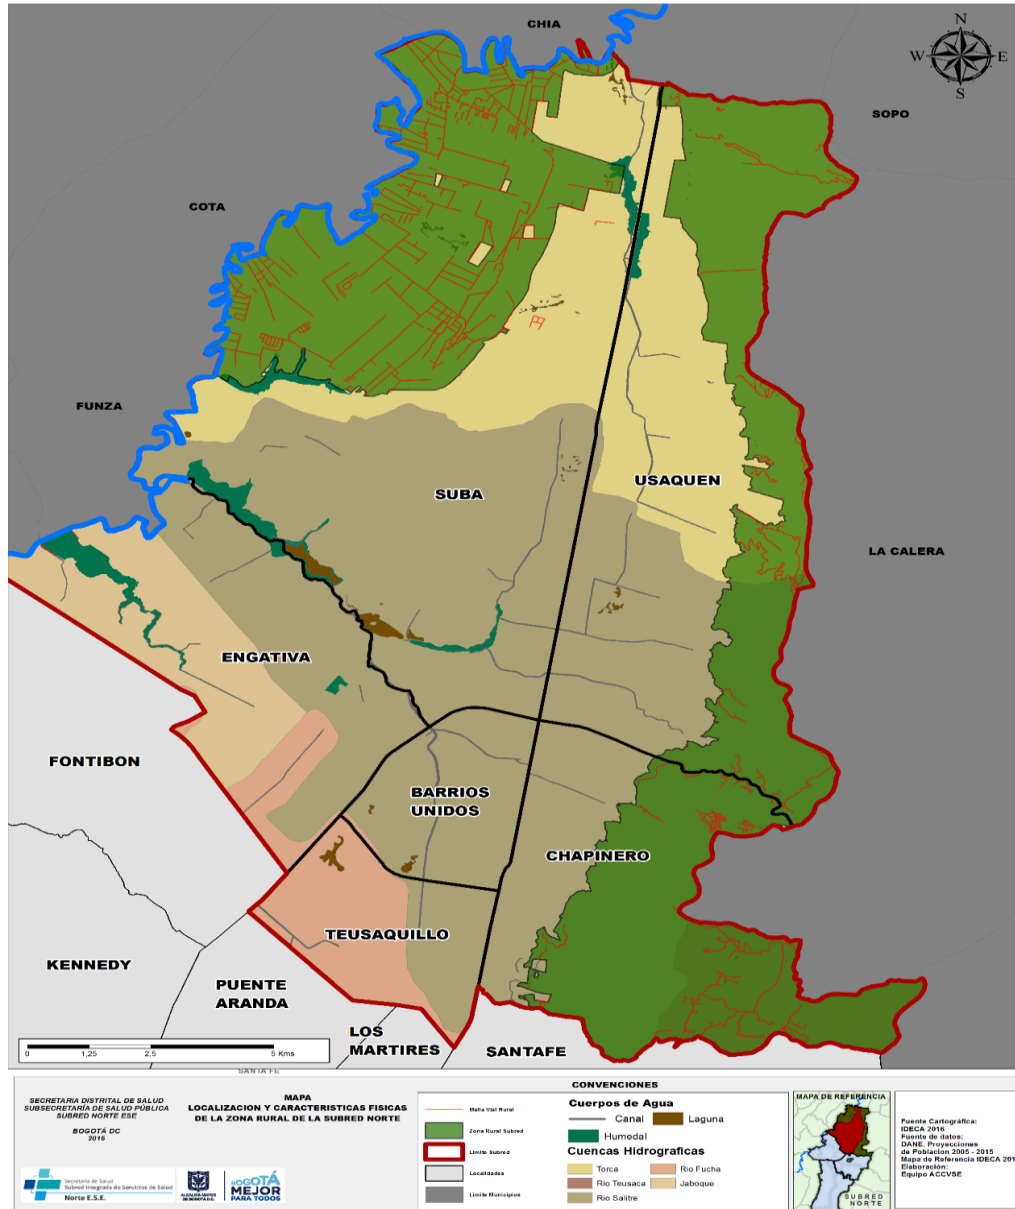 CHIA
N
W
E
S
SOPO
COTA
FUNZA
SUBA
USAQUEN
LA CALERA
ENGATIVA
FONTIBON
BARRIOS
UNIDOS
CHAPINERO
TEUSAQUILLO
KENNEDY
PUENTE
ARANDA
LOS
MARTIRES
SANTAFE
0 1,25 2,5 5 Kms
SANTA FE
SECRETARIA DISTRITAL DE SALUD
SUBSECRETARÍA DE SALUD PÚBLICA
SUBRED NORTE ESE
BOGOTÁ DC
2016
MAPA
LOCALIZACION Y CARACTERISTICAS FISICAS
DE LA ZONA RURAL DE LA SUBRED NORTE
Secretaría de Salud
Subred Integrada de Servicios de Salud
Norte E.S.E.
ALCALDÍA MAYOR
DE BOGOTÁ D.C.
BOGOTÁ
MEJOR
PARA TODOS
CONVENCIONES
Malla Vial Rural
Zona Rural Subred
Limite Subred
Localidades
Limite Municipios
Cuerpos de Agua
Canal
Laguna
Humedal
Cuencas Hidrograficas
Torca
Rio Fucha
Rio Teusaca
Jaboque
Rio Salitre
MAPA DE REFERENCIA
SUBRED
NORTE
Fuente Cartográfica:
IDECA 2016
Fuente de datos:
DANE. Proyecciones
de Poblacion 2005 - 2015
Mapa de Referencia IDECA 201
Elaboración:
Equipo ACCVSE